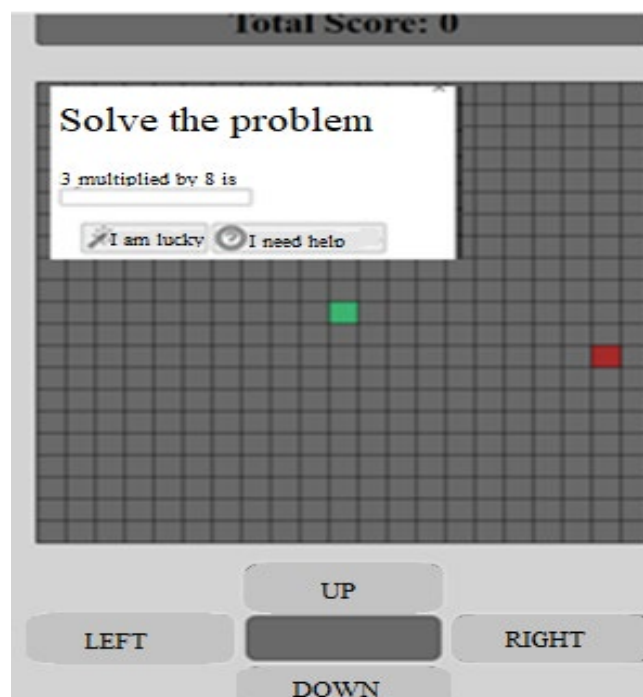 Total Score: 0
Solve the problem
3 multiplied by 8 is
I am lucky
I need help
UP
LEFT
RIGHT
DOWN